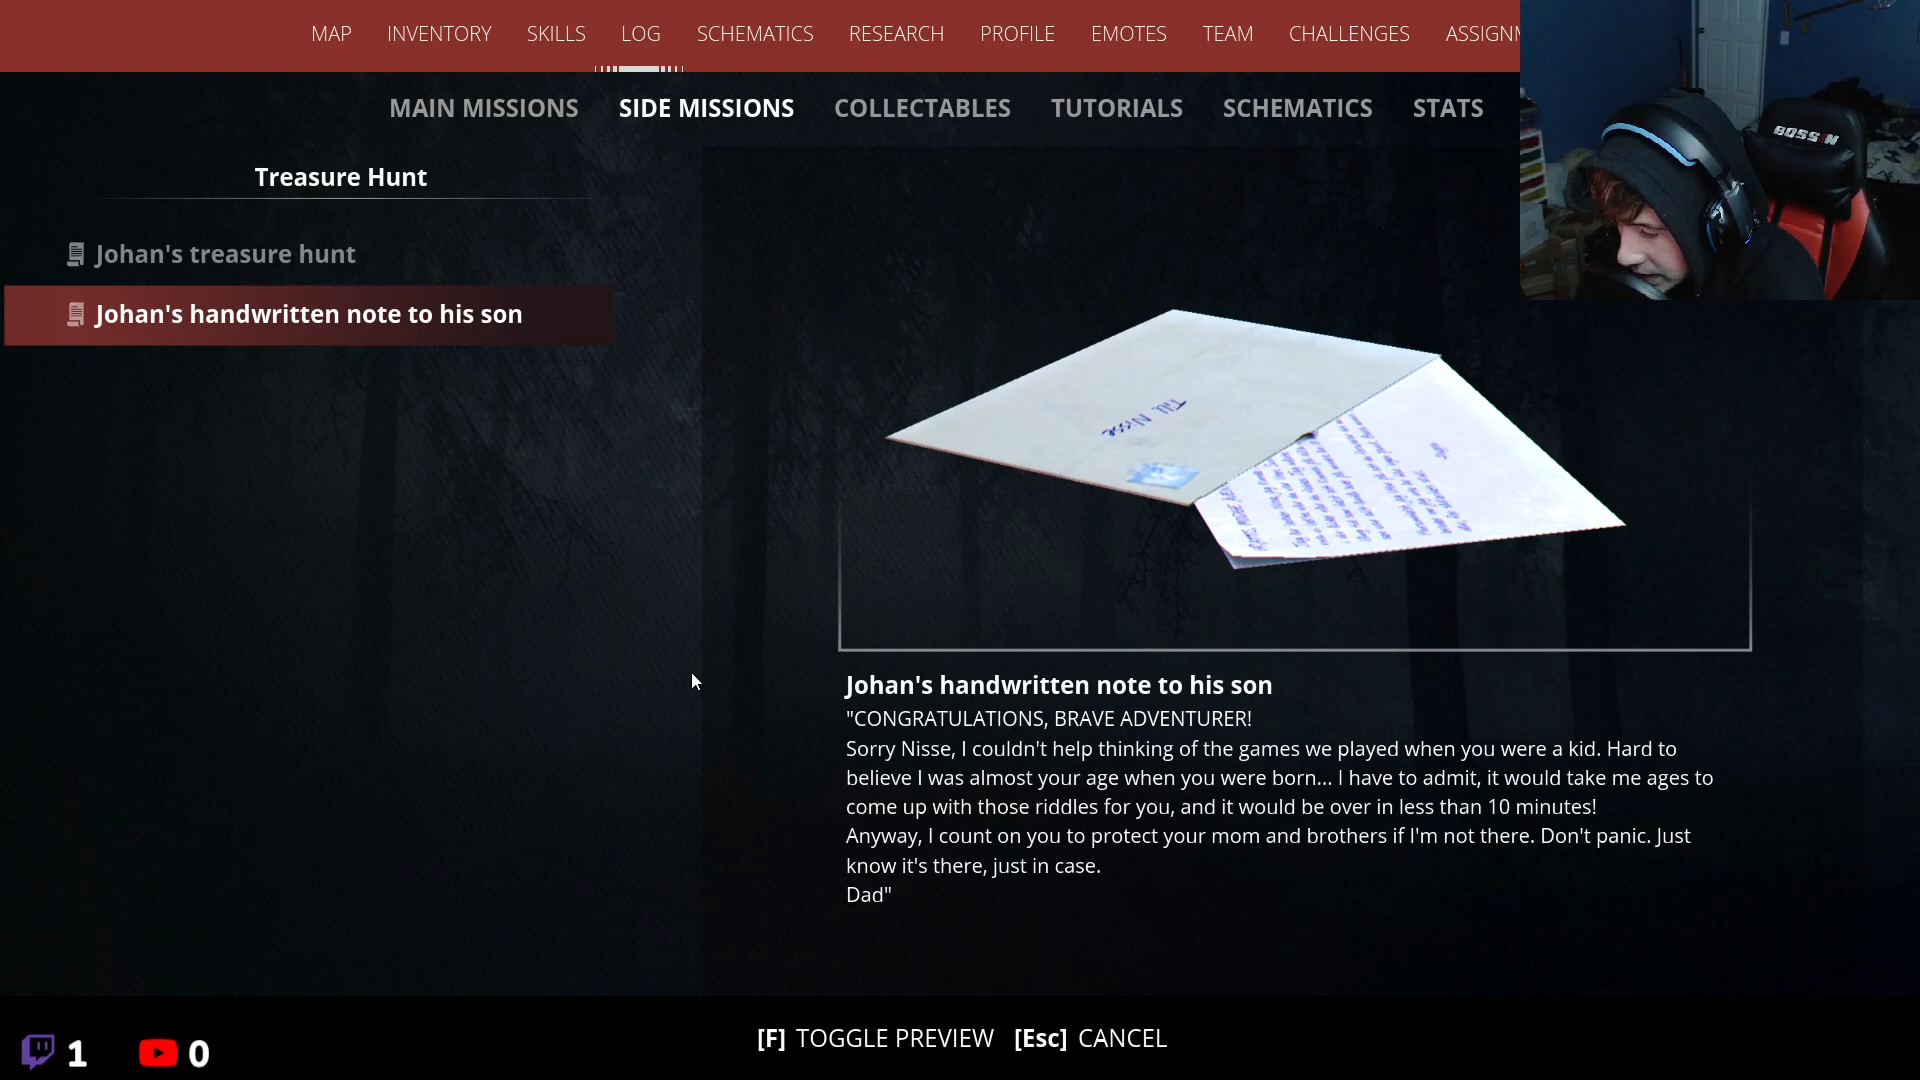 MAP INVENTORY SKILLS LOG SCHEMATICS RESEARCH PROFILE EMOTES TEAM CHALLENGES ASSIGNM
MAIN MISSIONS SIDE MISSIONS COLLECTABLES TUTORIALS SCHEMATICS STATS
BOSSIN
Treasure Hunt
Johan's treasure hunt
Johan's handwritten note to his son
Till Nisse
Johan's handwritten note to his son
"CONGRATULATIONS, BRAVE ADVENTURER!
Sorry Nisse, I couldn't help thinking of the games we played when you were a kid. Hard to
believe I was almost your age when you were born... I have to admit, it would take me ages to
come up with those riddles for you, and it would be over in less than 10 minutes!
Anyway, I count on you to protect your mom and brothers if I'm not there. Don't panic. Just
know it's there, just in case.
Dad"
[F] TOGGLE PREVIEW [Esc] CANCEL
1 0